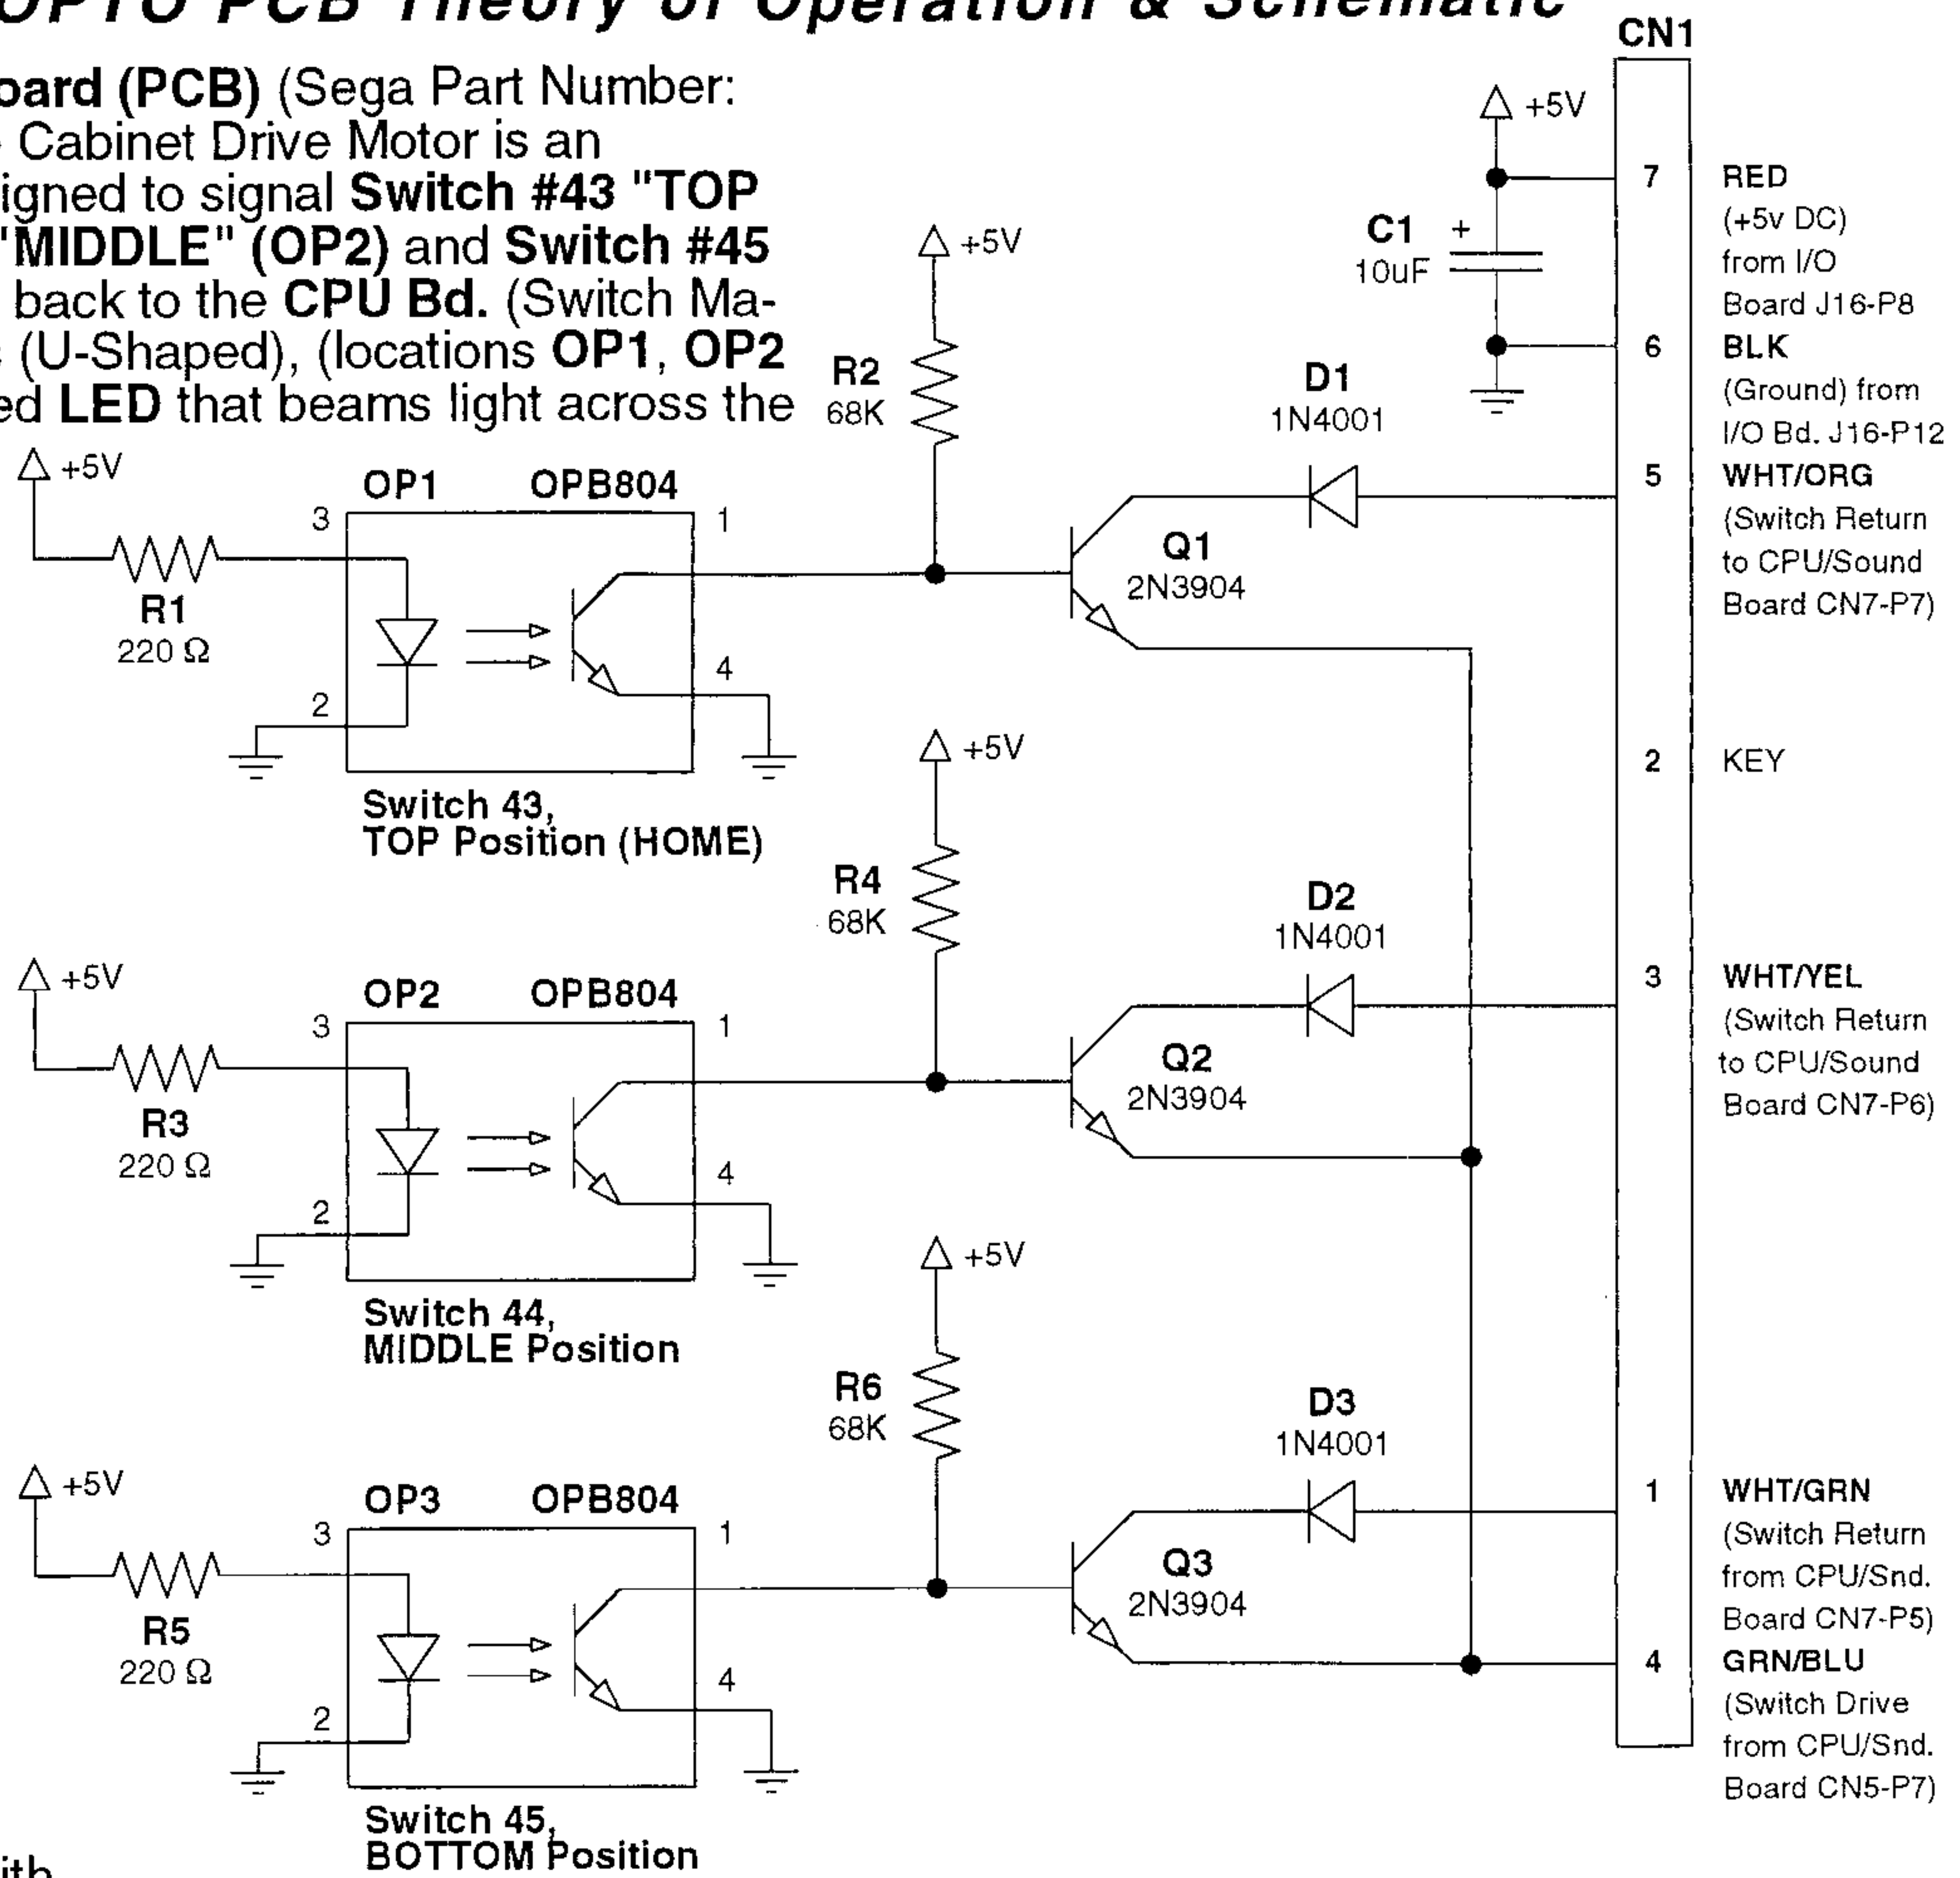 OPTO PCB Theory of Operation & Schematic
oard (PCB) (Sega Part Number:
Cabinet Drive Motor is an
igned to signal Switch #43 "TOP
"MIDDLE" (OP2) and Switch #45
back to the CPU Bd. (Switch Ma-
(U-Shaped), (locations OP1, OP2
ed LED that beams light across the
CN1
+5V
C1
+
10uF
7
RED
(+5v DC)
from I/O
Board J16-P8
6
BLK
(Ground) from
I/O Bd. J16-P12
5
WHT/ORG
(Switch Return
to CPU/Sound
Board CN7-P7)
2
KEY
3
WHT/YEL
(Switch Return
to CPU/Sound
Board CN7-P6)
1
WHT/GRN
(Switch Return
from CPU/Snd.
Board CN7-P5)
4
GRN/BLU
(Switch Drive
from CPU/Snd.
Board CN5-P7)
+5V
R1
220 Ω
OP1 OPB804
3
1
2
4
Switch 43,
TOP Position (HOME)
+5V
R2
68K
Q1
2N3904
D1
1N4001
+5V
R3
220 Ω
OP2 OPB804
3
1
2
4
Switch 44,
MIDDLE Position
+5V
R4
68K
Q2
2N3904
D2
1N4001
+5V
R5
220 Ω
OP3 OPB804
3
1
2
4
Switch 45,
BOTTOM Position
+5V
R6
68K
Q3
2N3904
D3
1N4001